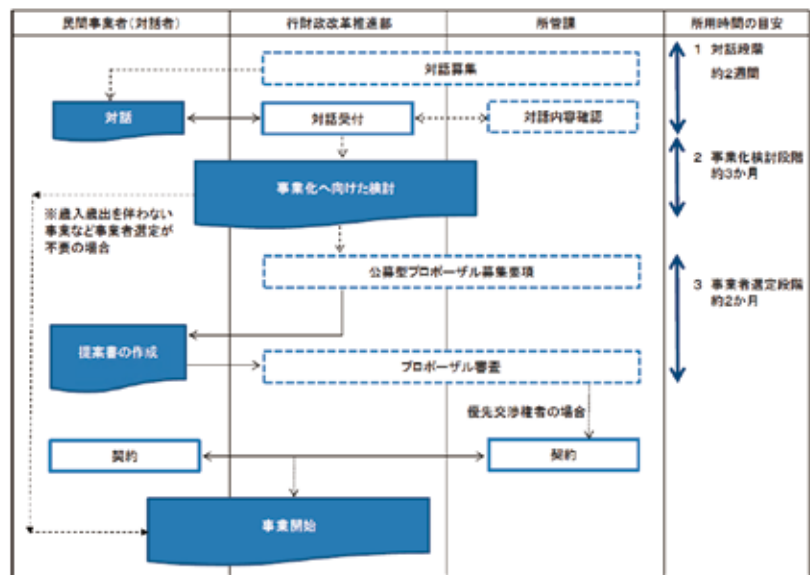 民間事業者(対話者)
行財政改革推進部
所管課
所用時間の目安
対話募集
1 対話段階
約2週間
対話
対話受付
対話内容確認
2 事業化検討段階
約3か月
事業化へ向けた検討
※歳入歳出を伴わない
事業など事業者選定が
不要の場合
公募型プロポーザル募集要項
3 事業者選定段階
約2か月
提案書の作成
プロポーザル審査
優先交渉権者の場合
契約
契約
事業開始